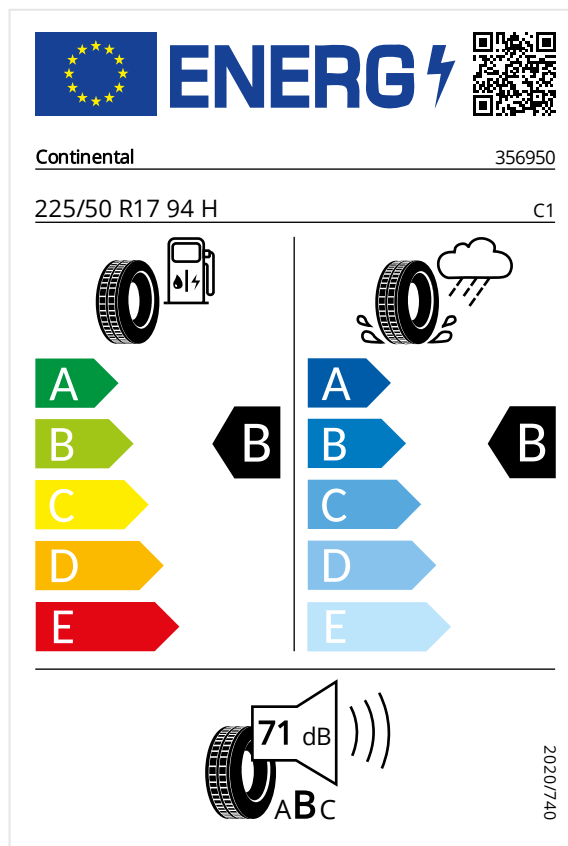 ENERG
Continental 356950
225/50 R17 94 H C1
A A
B B B B
C C
D D
E E
71 dB
ABC
2020/740